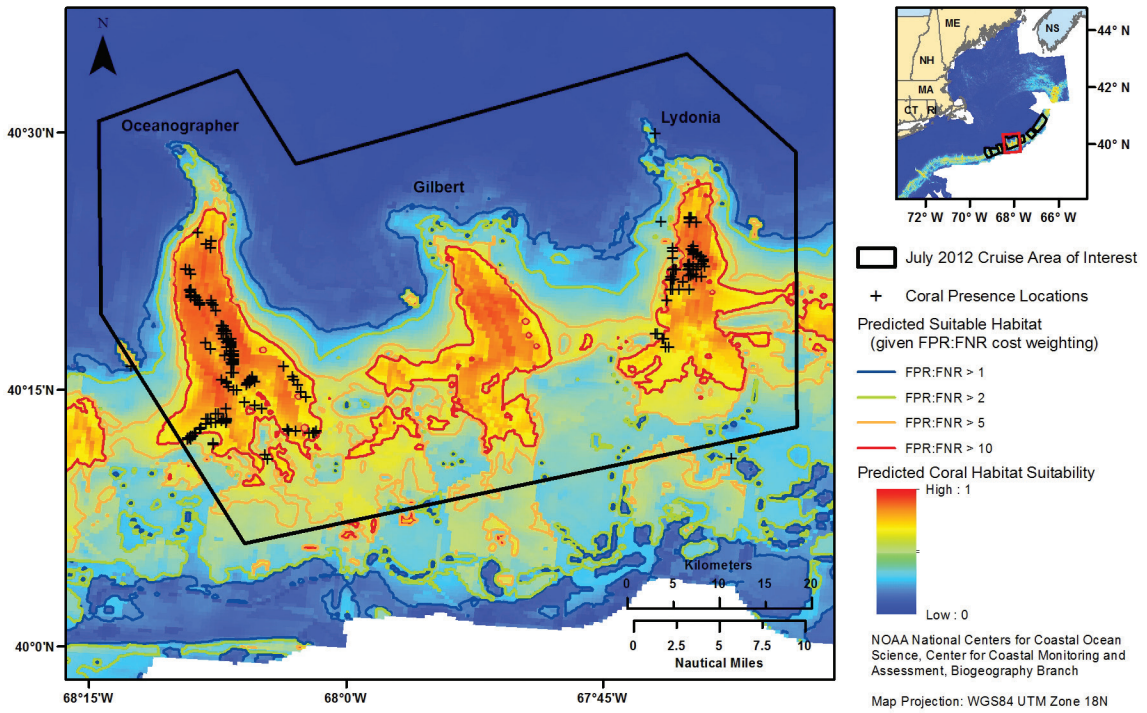 N
Oceanographer
Gilbert
Lydonia
40°30'N
40°15'N
40°0'N
68°15'W
68°0'W
67°45'W
Kilometers
0 5 10 20
0 2.5 5 7.5 10
Nautical Miles
ME
NS
NH
MA
CT RI
44° N
42° N
40° N
72°W 70°W 68°W 66°W
July 2012 Cruise Area of Interest
Coral Presence Locations
Predicted Suitable Habitat
(given FPR:FNR cost weighting)
FPR:FNR > 1
FPR:FNR > 2
FPR:FNR > 5
FPR:FNR > 10
Predicted Coral Habitat Suitability
High : 1
Low : 0
NOAA National Centers for Coastal Ocean
Science, Center for Coastal Monitoring and
Assessment, Biogeography Branch
Map Projection: WGS84 UTM Zone 18N